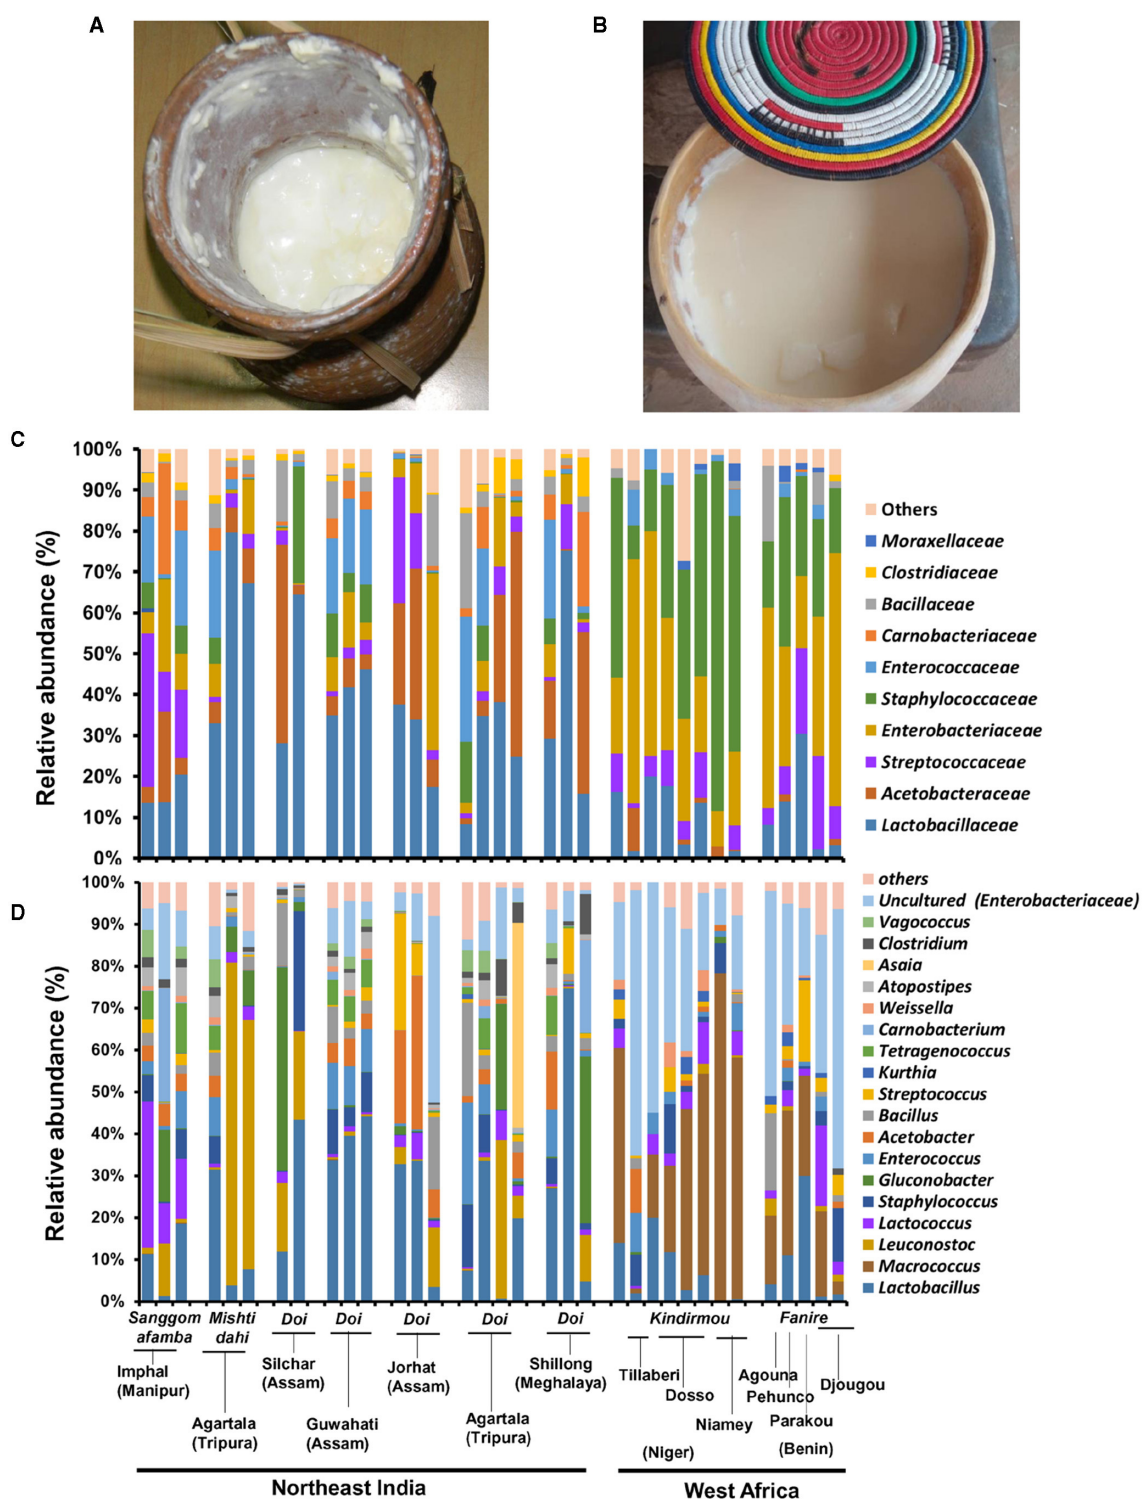 A
B
C
Relative abundance (%)
100%
90%
80%
70%
60%
50%
40%
30%
20%
10%
0%
Others
Moraxellaceae
Clostridiaceae
Bacillaceae
Carnobacteriaceae
Enterococcaceae
Staphylococcaceae
Enterobacteriaceae
Streptococcaceae
Acetobacteraceae
Lactobacillaceae
D
Relative abundance (%)
100%
90%
80%
70%
60%
50%
40%
30%
20%
10%
0%
others
Uncultured (Enterobacteriaceae)
Vagococcus
Clostridium
Asaia
Atopostipes
Weissella
Carnobacterium
Tetragenococcus
Kurthia
Streptococcus
Bacillus
Acetobacter
Enterococcus
Gluconobacter
Staphylococcus
Lactococcus
Leuconostoc
Macrococcus
Lactobacillus
Sanggom
afamba
Mishti
dahi
Doi
Doi
Doi
Doi
Doi
Kindirmou
Fanire
Imphal
(Manipur)
Agartala
(Tripura)
Silchar
(Assam)
Guwahati
(Assam)
Jorhat
(Assam)
Agartala
(Tripura)
Shillong
(Meghalaya)
Tillaberi
Dosso
Niamey
(Niger)
Agouna
Pehunco
Parakou
Djougou
(Benin)
Northeast India
West Africa